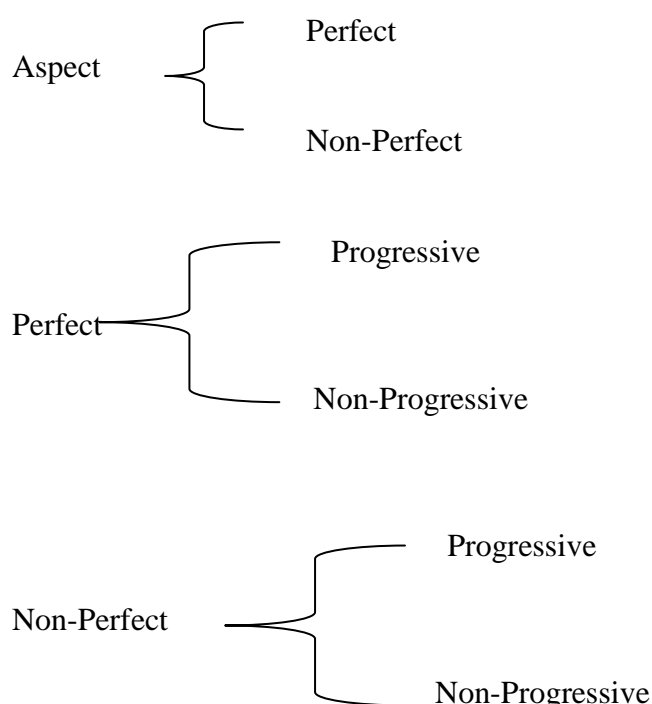 Perfect
Aspect
Non-Perfect
Progressive
Perfect
Non-Progressive
Progressive
Non-Perfect
Non-Progressive